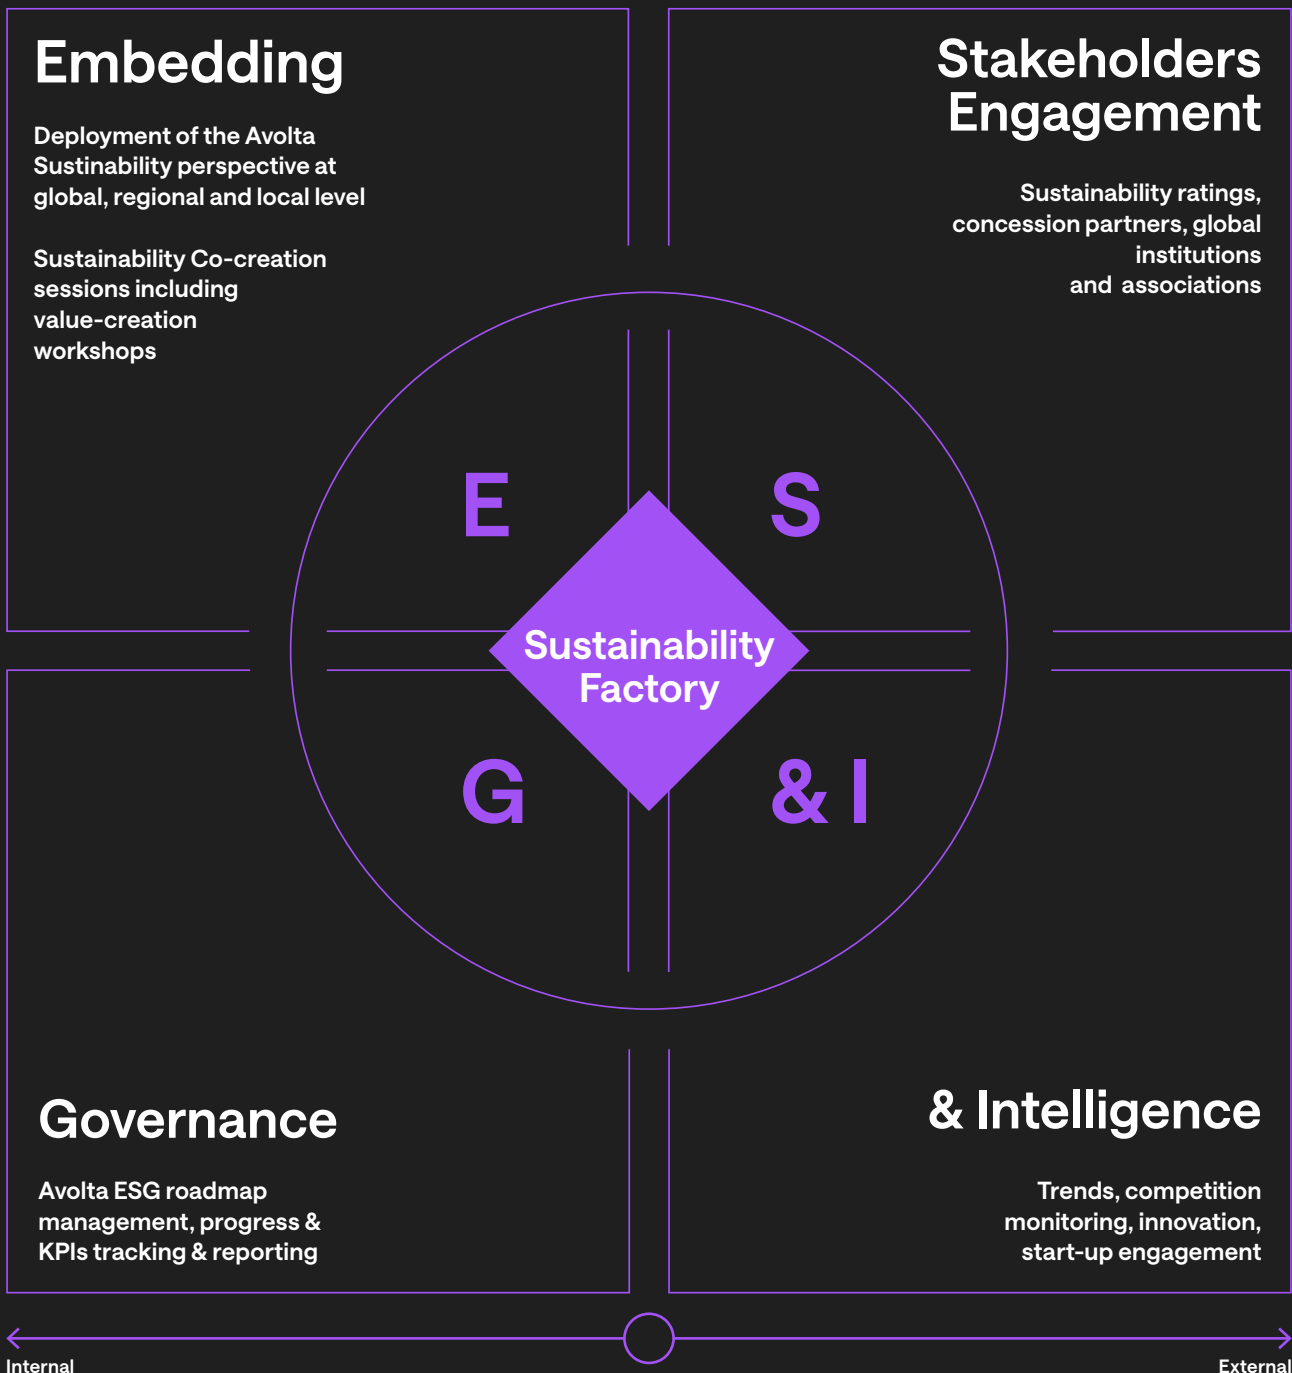 Embedding
Deployment of the Avolta
Sustinability perspective at
global, regional and local level
Sustainability Co-creation
sessions including
value-creation
workshops
Stakeholders
Engagement
Sustainability ratings,
concession partners, global
institutions
and associations
E
S
Sustainability
Factory
G
& I
Governance
Avolta ESG roadmap
management, progress &
KPIs tracking & reporting
& Intelligence
Trends, competition
monitoring, innovation,
start-up engagement
Internal
External